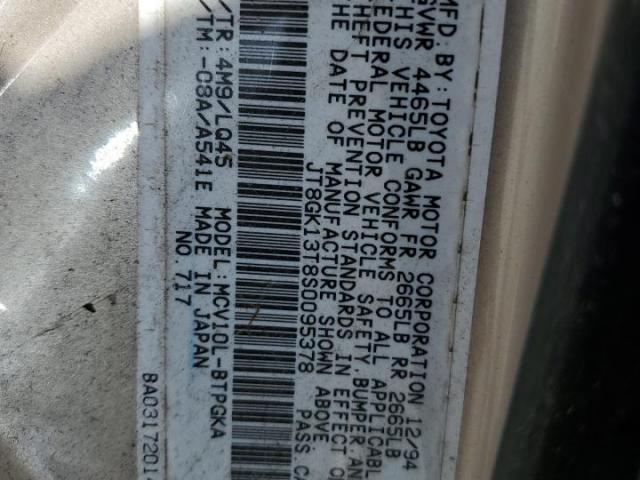 MFD. BY: TOYOTA MOTOR CORPORATION 12/94
GVWR 4465LB GAWR FR 2665LB RR 2665LB
THIS VEHICLE CONFORMS TO ALL APPLICABL
FEDERAL MOTOR VEHICLE SAFETY, BUMPER AN
THEFT PREVENTION STANDARDS IN EFFECT O
THE DATE OF MANUFACTURE SHOWN ABOVE.
JT8GK13T8S0095378 PASS. CA
/TR: 4M9/LQ45 MODEL: MCV10L-BTPGKA
/TM: -C8A/A541E MADE IN JAPAN
NO. 717
BA03172014